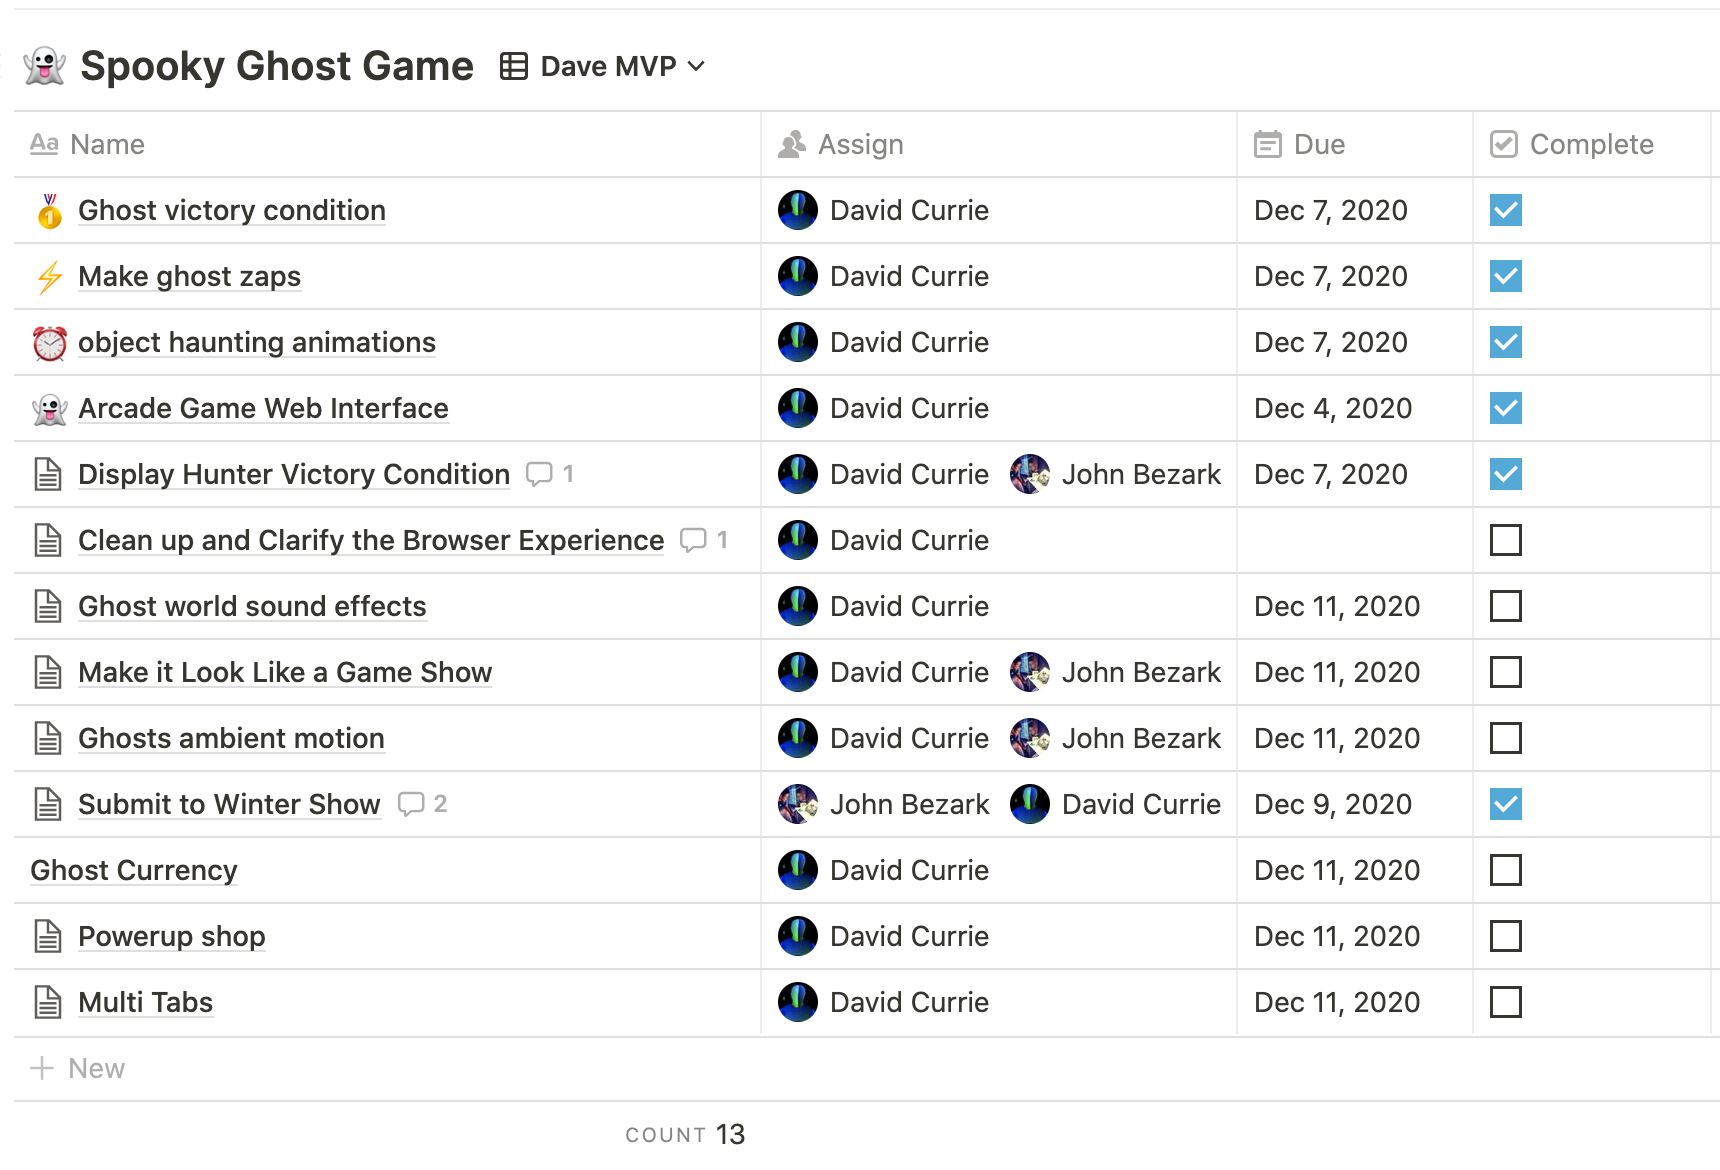 Spooky Ghost Game Dave MVP
Aa Name Assign Due Complete
Ghost victory condition David Currie Dec 7, 2020
Make ghost zaps David Currie Dec 7, 2020
object haunting animations David Currie Dec 7, 2020
Arcade Game Web Interface David Currie Dec 4, 2020
Display Hunter Victory Condition 1 David Currie John Bezark Dec 7, 2020
Clean up and Clarify the Browser Experience 1 David Currie
Ghost world sound effects David Currie Dec 11, 2020
Make it Look Like a Game Show David Currie John Bezark Dec 11, 2020
Ghosts ambient motion David Currie John Bezark Dec 11, 2020
Submit to Winter Show 2 John Bezark David Currie Dec 9, 2020
Ghost Currency David Currie Dec 11, 2020
Powerup shop David Currie Dec 11, 2020
Multi Tabs David Currie Dec 11, 2020
New
COUNT 13